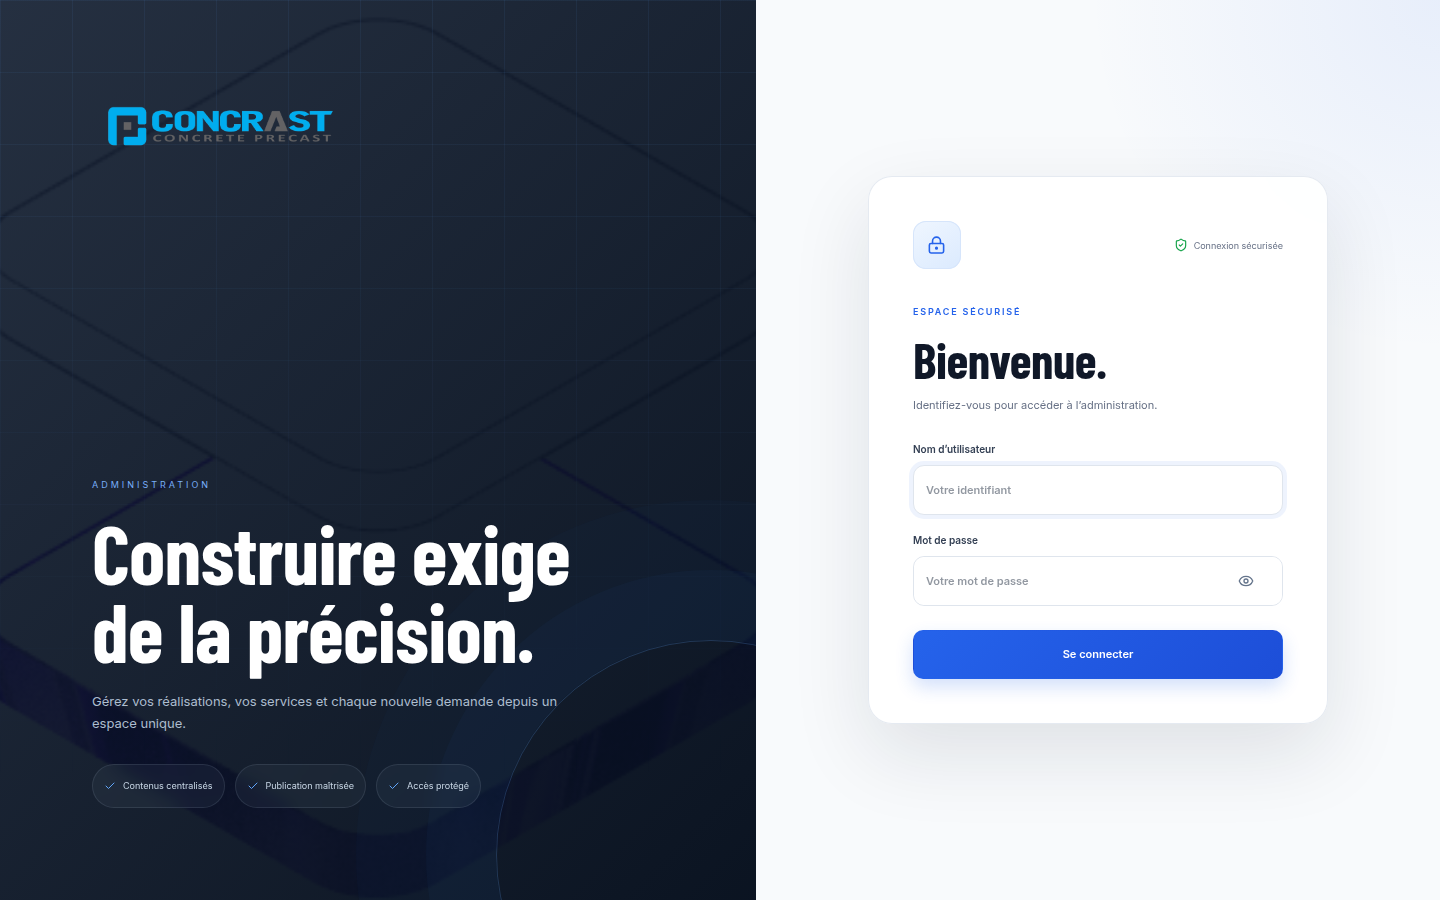 CONCRAST
CONCRETE PRECAST
ADMINISTRATION
Construire exige
de la précision.
Gérez vos réalisations, vos services et chaque nouvelle demande depuis un
espace unique.
Contenus centralisés
Publication maîtrisée
Accès protégé
Connexion sécurisée
ESPACE SÉCURISÉ
Bienvenue.
Identifiez-vous pour accéder à l’administration.
Nom d’utilisateur
Votre identifiant
Mot de passe
Votre mot de passe
Se connecter